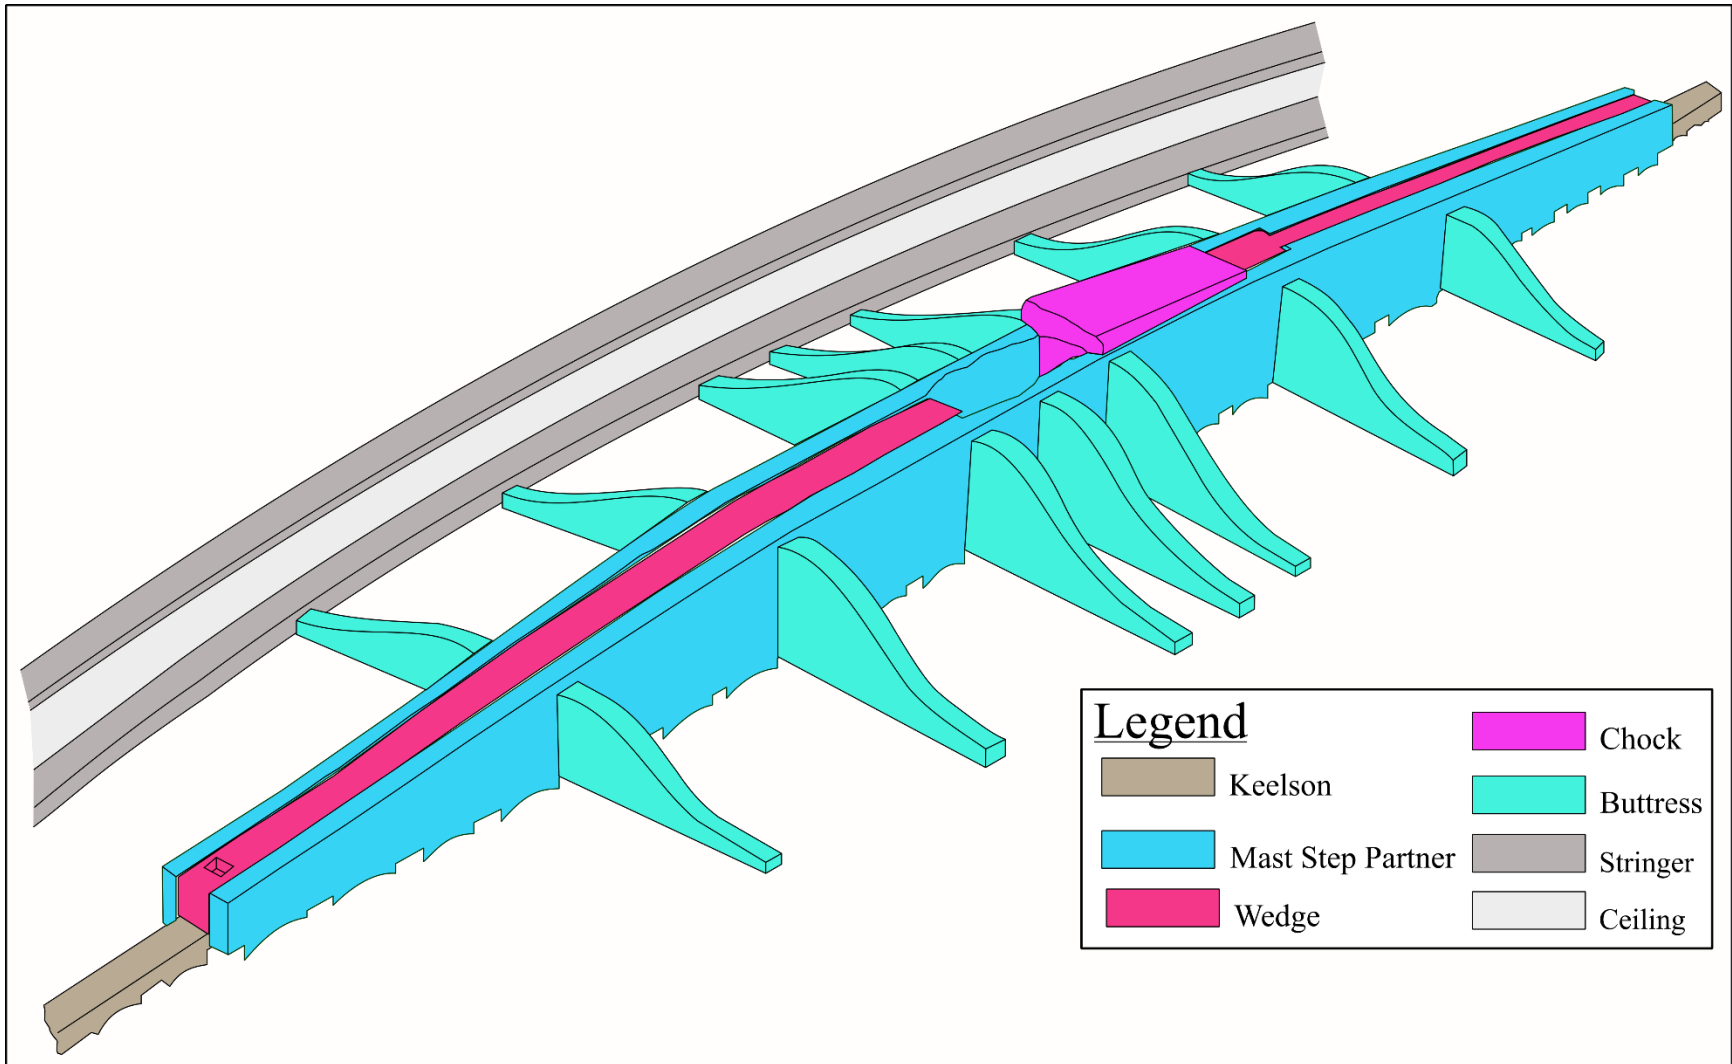 Legend
Keelson
Mast Step Partner
Wedge
Chock
Buttress
Stringer
Ceiling